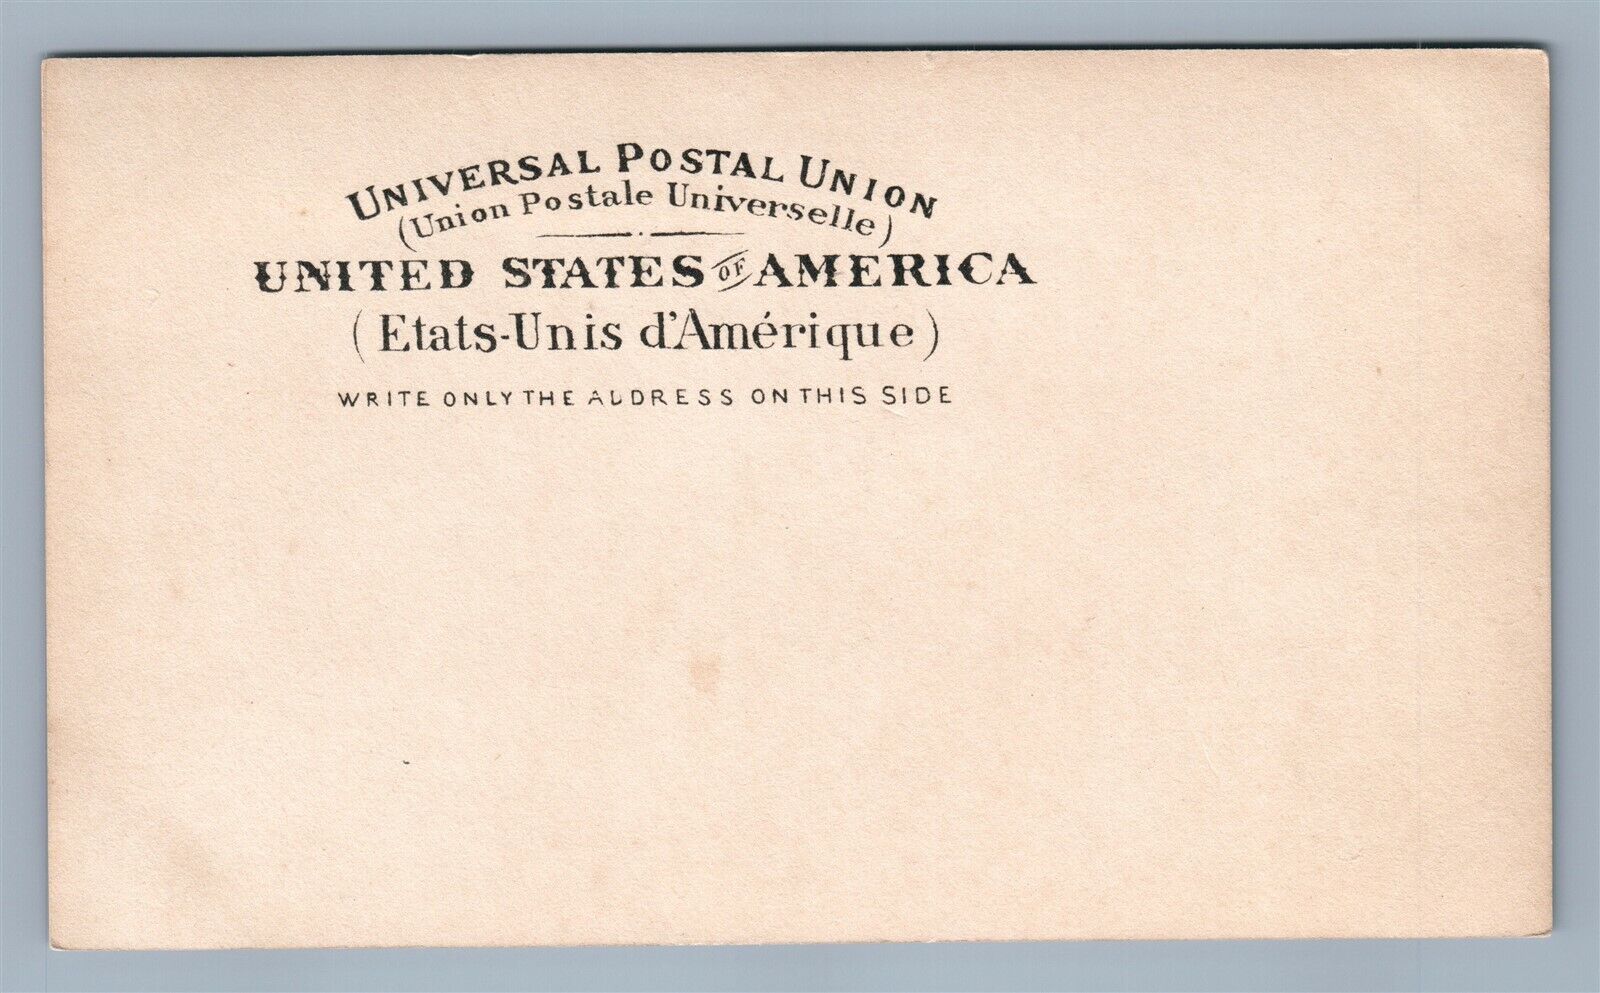 UNIVERSAL POSTAL UNION
(Union Postale Universelle)
UNITED STATES OF AMERICA
(Etats-Unis d'Amérique)
WRITE ONLY THE ADDRESS ON THIS SIDE